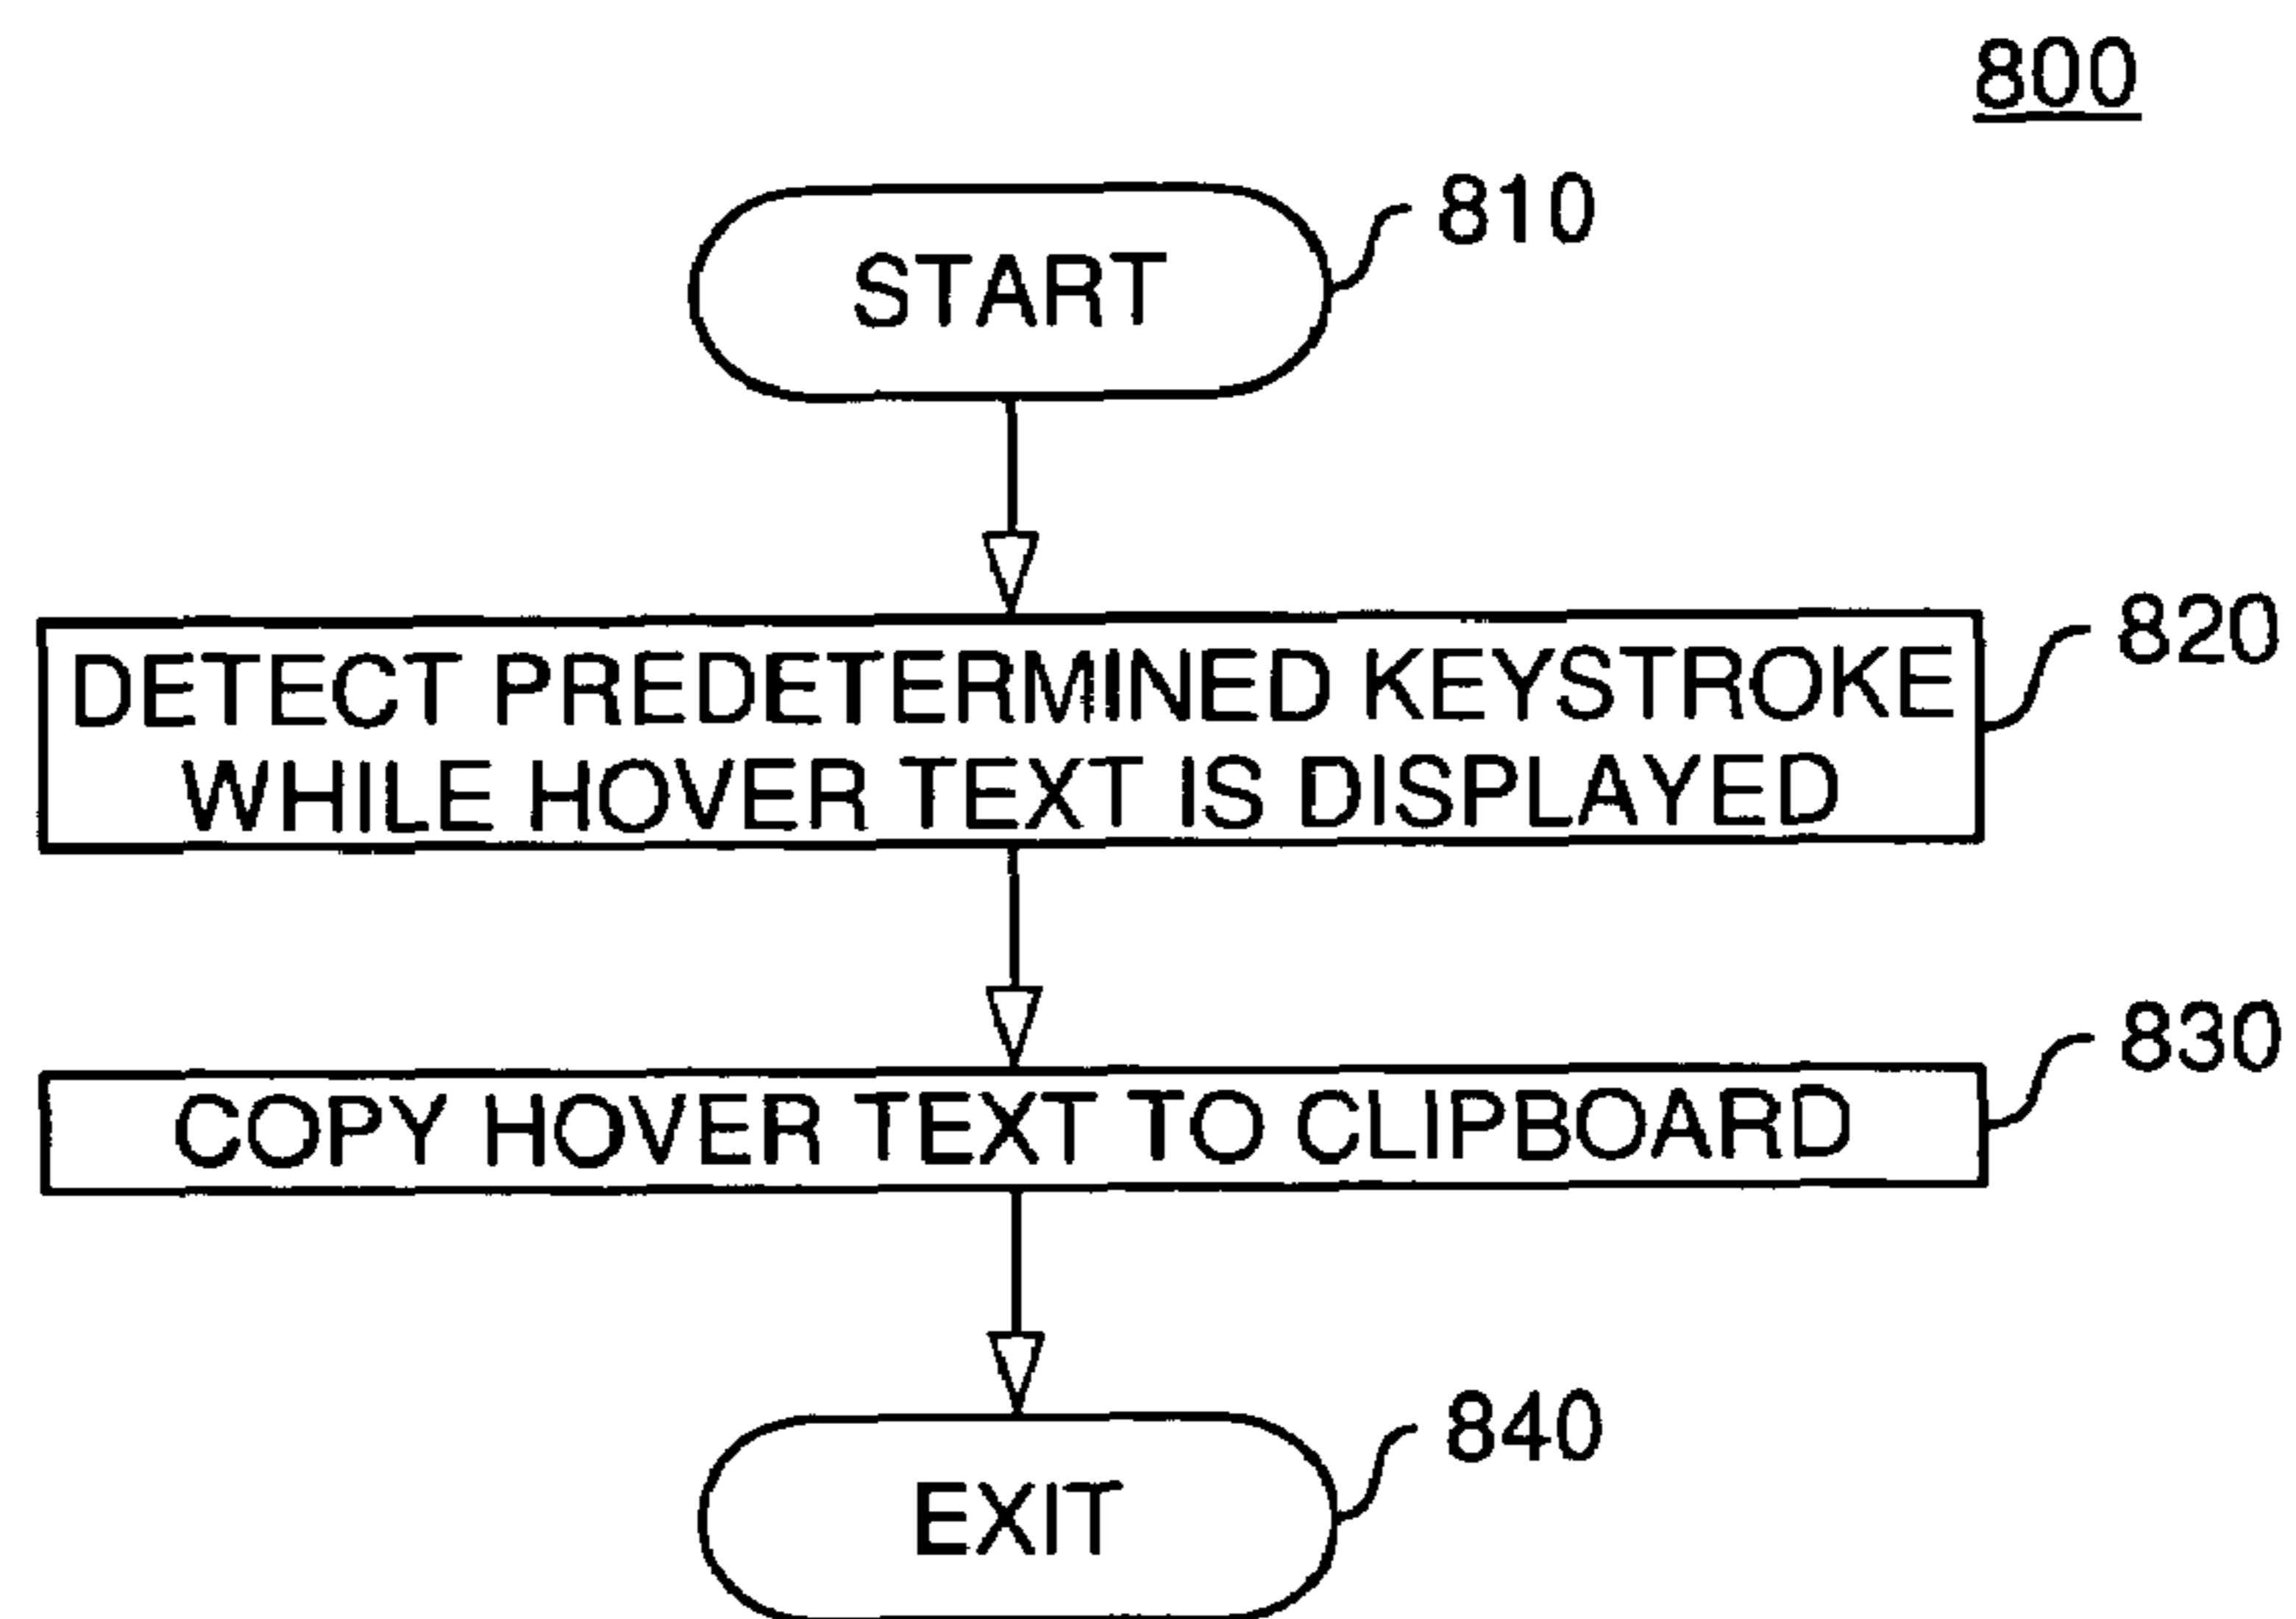 800
START
810
DETECT PREDETERMINED KEYSTROKE
WHILE HOVER TEXT IS DISPLAYED
820
COPY HOVER TEXT TO CLIPBOARD
830
EXIT
840